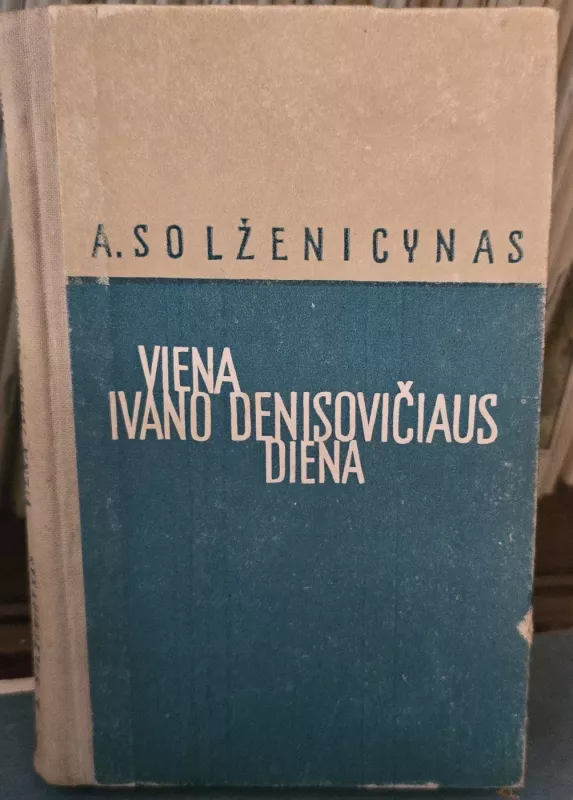 A. SOLŽENICYNAS
VIENA
IVANO DENISOVIČIAUS
DIENA